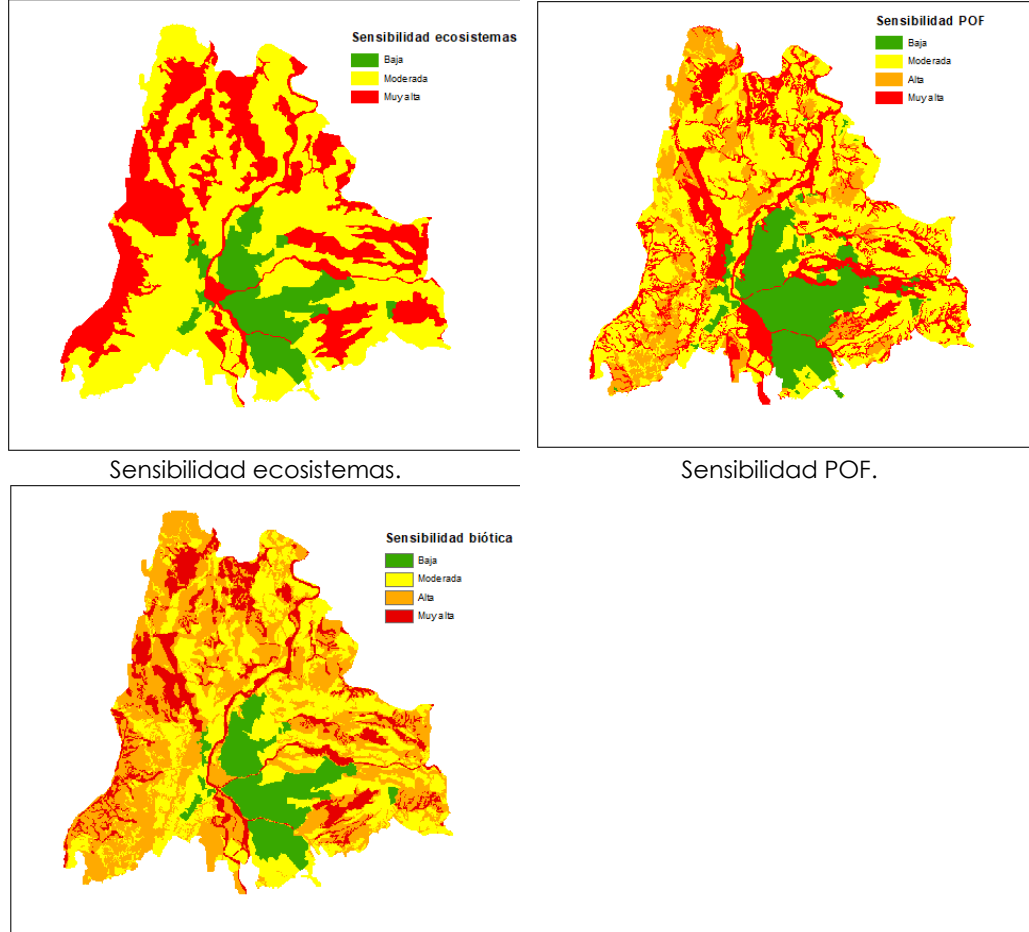 Sensibilidad ecosistemas
Baja
Moderada
Muy alta
Sensibilidad POF
Baja
Moderada
Alta
Muy alta
Sensibilidad ecosistemas.
Sensibilidad POF.
Sensibilidad biótica
Baja
Moderada
Alta
Muy alta